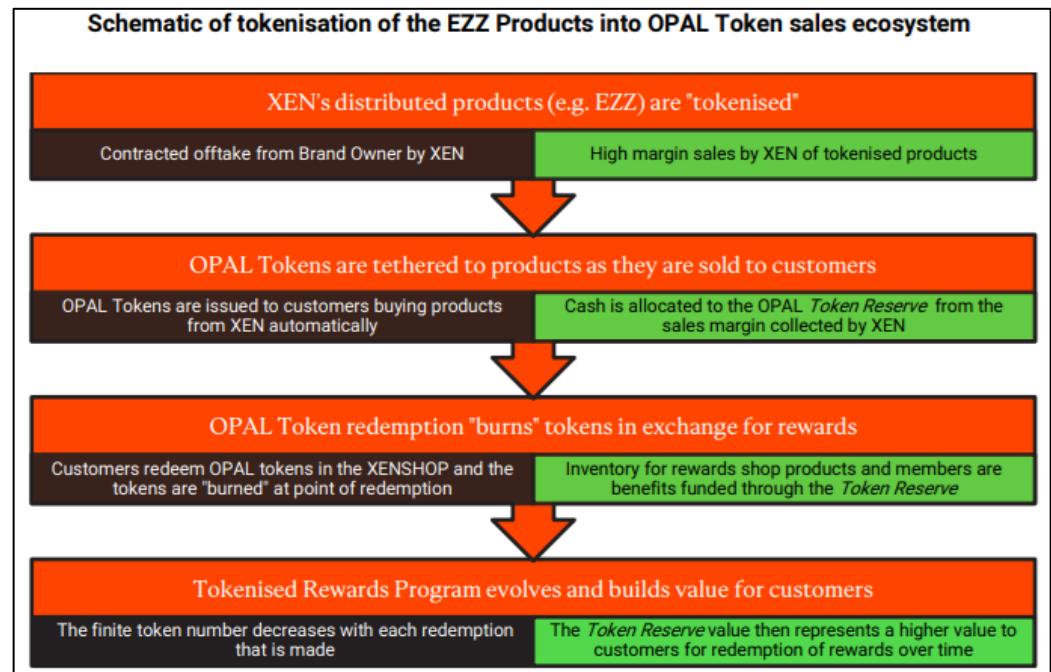 Schematic of tokenisation of the EZZ Products into OPAL Token sales ecosystem
XEN's distributed products (e.g. EZZ) are "tokenised"
Contracted offtake from Brand Owner by XEN
High margin sales by XEN of tokenised products
OPAL Tokens are tethered to products as they are sold to customers
OPAL Tokens are issued to customers buying products
from XEN automatically
Cash is allocated to the OPAL Token Reserve from the
sales margin collected by XEN
OPAL Token redemption "burns" tokens in exchange for rewards
Customers redeem OPAL tokens in the XENSHOP and the
tokens are "burned" at point of redemption
Inventory for rewards shop products and members are
benefits funded through the Token Reserve
Tokenised Rewards Program evolves and builds value for customers
The finite token number decreases with each redemption
that is made
The Token Reserve value then represents a higher value to
customers for redemption of rewards over time